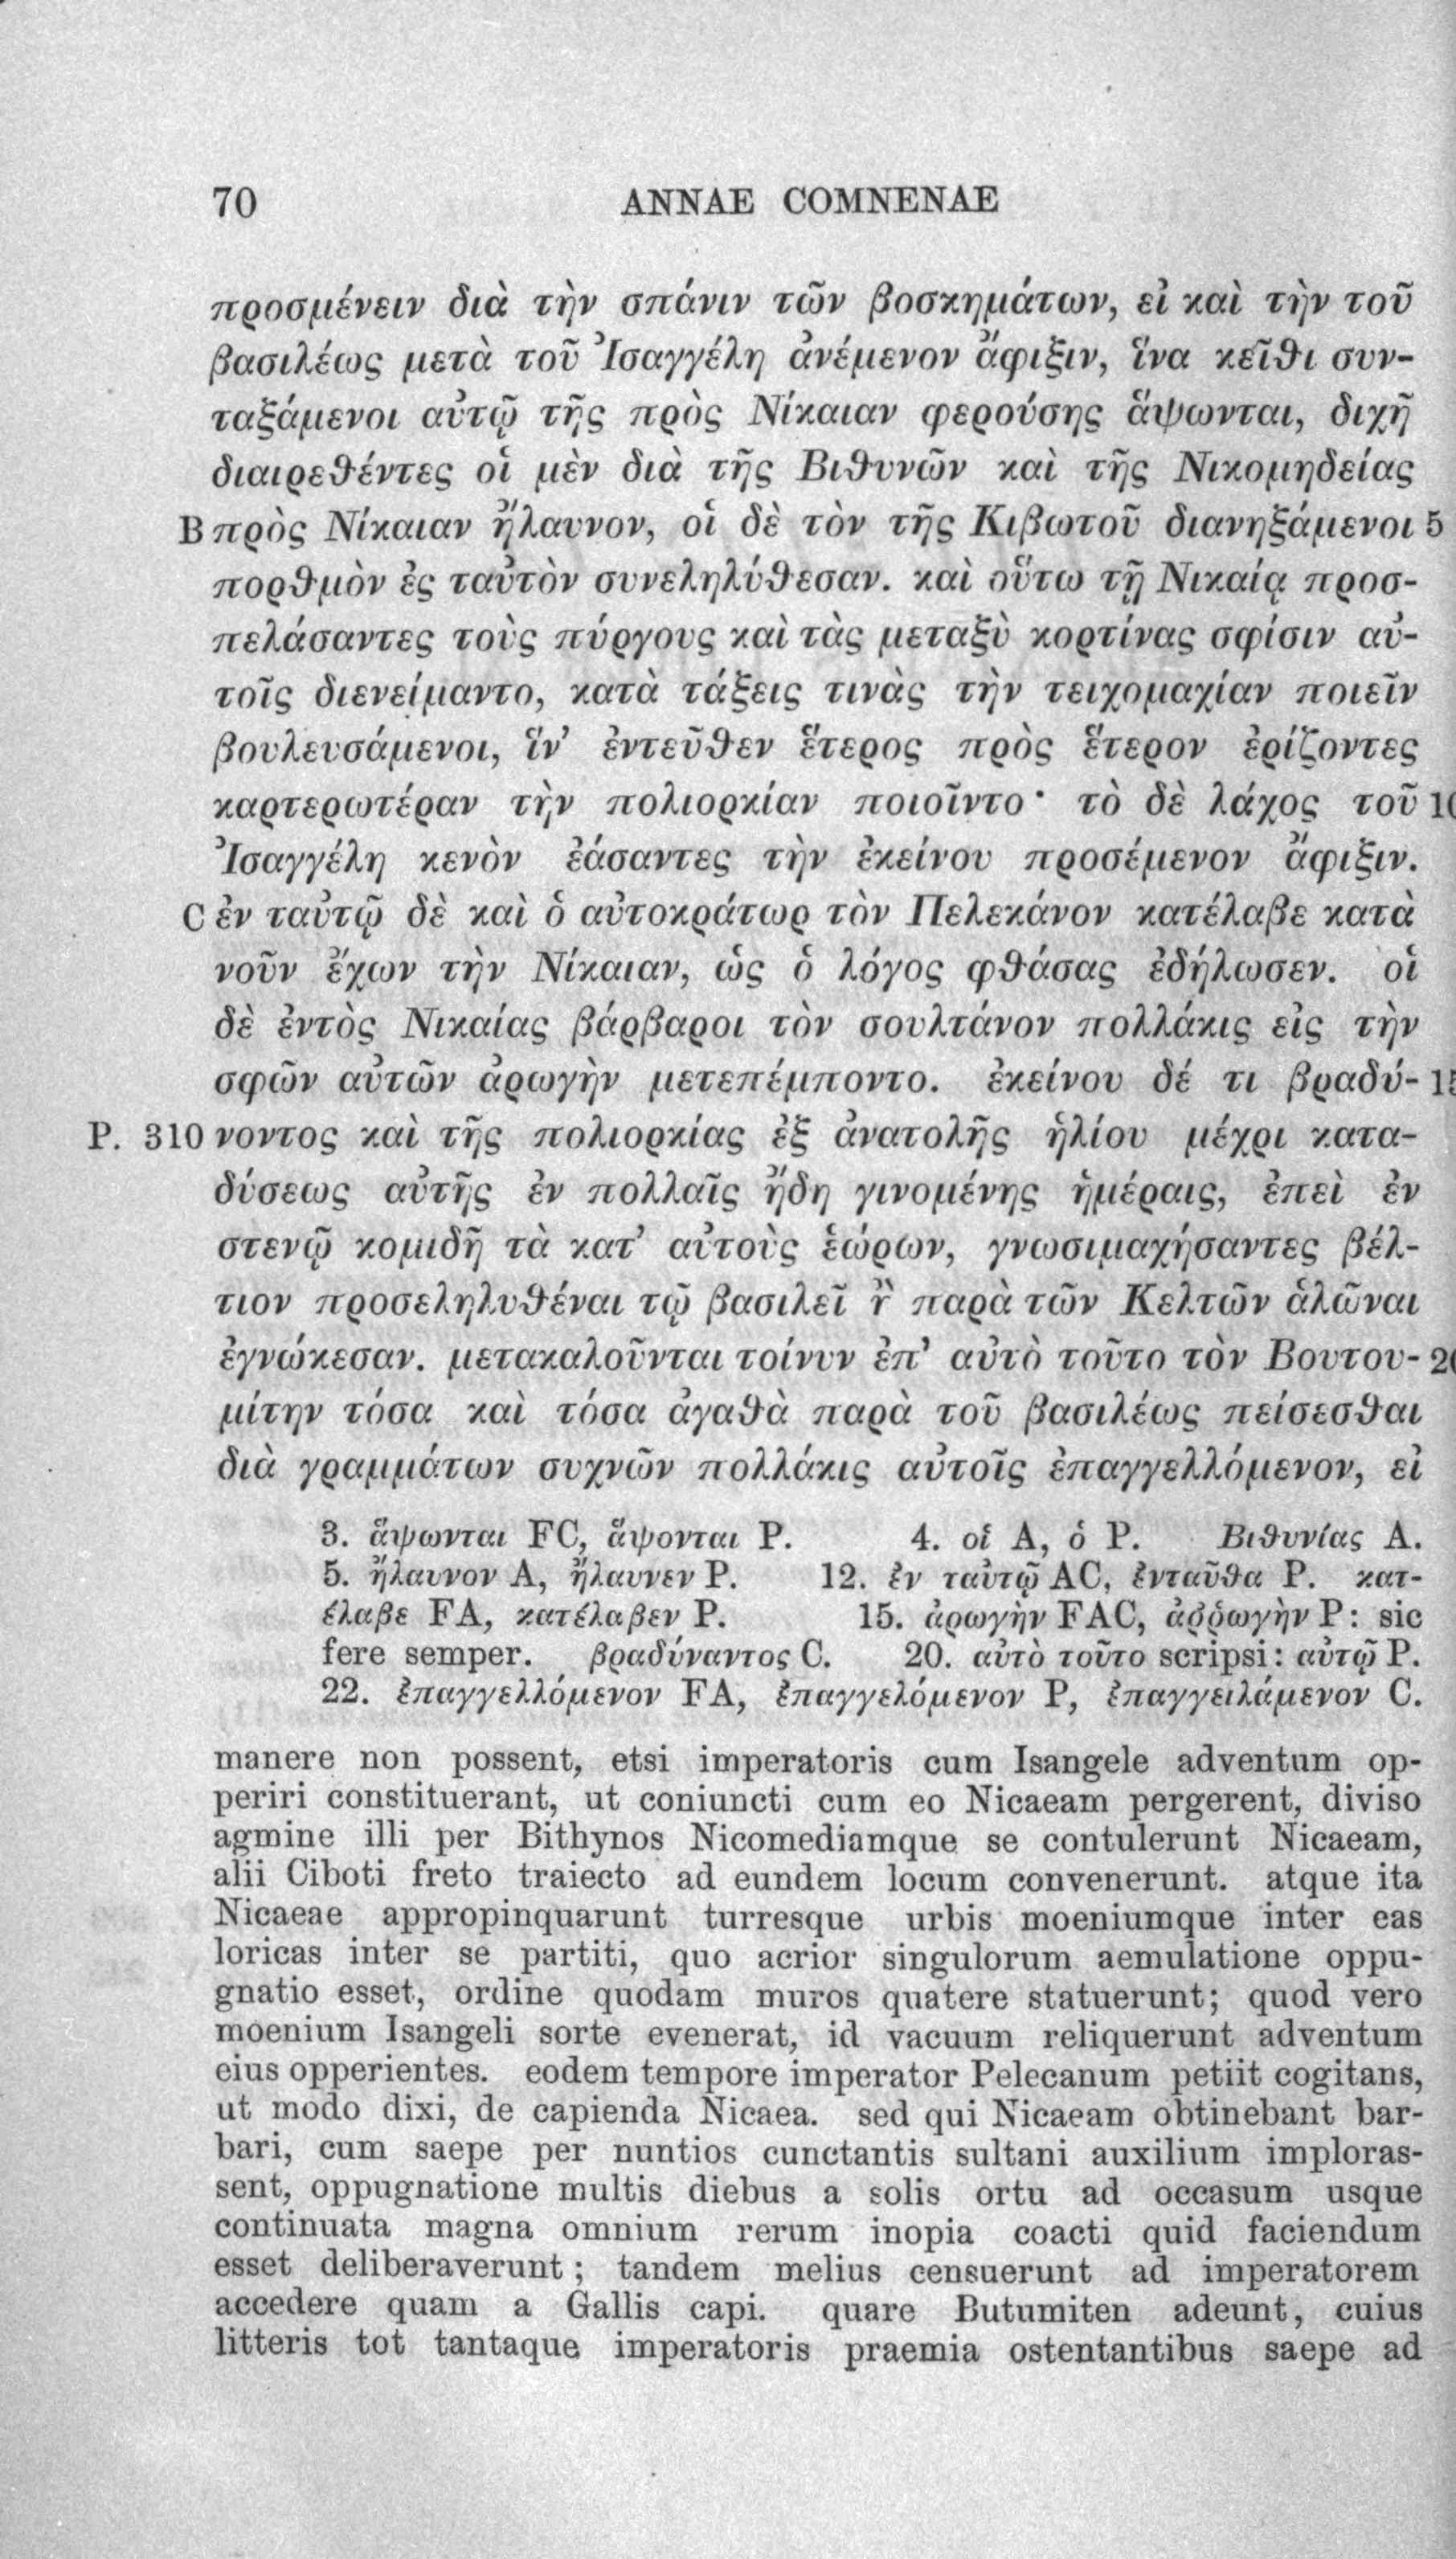 70 ANNAE COMNENAE
προσμένειν διὰ τὴν σπάνιν τῶν βοσκημάτων, εἰ καὶ τὴν τοῦ
βασιλέως μετὰ τοῦ Ἰσαγγέλη ἀνέμενον ἄφιξιν, ἵνα κεῖθι συν-
ταξάμενοι αὐτῷ τῆς πρὸς Νίκαιαν φερούσης ἅψωνται, διχῆ
διαιρεθέντες οἱ μὲν διὰ τῆς Βιθυνῶν καὶ τῆς Νικομηδείας
B πρὸς Νίκαιαν ἤλαυνον, οἱ δὲ τὸν τῆς Κιβωτοῦ διανηξάμενοι 5
πορθμὸν ἐς ταὐτὸν συνεληλύθεσαν. καὶ οὕτω τῇ Νικαίᾳ προσ-
πελάσαντες τοὺς πύργους καὶ τὰς μεταξὺ κορτίνας σφίσιν αὐ-
τοῖς διενείμαντο, κατὰ τάξεις τινὰς τὴν τειχομαχίαν ποιεῖν
βουλευσάμενοι, ἵν’ ἐντεῦθεν ἕτερος πρὸς ἕτερον ἐρίζοντες
καρτερωτέραν τὴν πολιορκίαν ποιοῖντο· τὸ δὲ λάχος τοῦ 10
Ἰσαγγέλη κενὸν ἐάσαντες τὴν ἐκείνου προσέμενον ἄφιξιν.
C ἐν ταὐτῷ δὲ καὶ ὁ αὐτοκράτωρ τὸν Πελεκάνον κατέλαβε κατὰ
νοῦν ἔχων τὴν Νίκαιαν, ὡς ὁ λόγος φθάσας ἐδήλωσεν. οἱ
δὲ ἐντὸς Νικαίας βάρβαροι τὸν σουλτάνον πολλάκις εἰς τὴν
σφῶν αὐτῶν ἀρωγὴν μετεπέμποντο. ἐκείνου δέ τι βραδύ- 15
P. 310 νοντος καὶ τῆς πολιορκίας ἐξ ἀνατολῆς ἡλίου μέχρι κατα-
δύσεως αὐτῆς ἐν πολλαῖς ἤδη γινομένης ἡμέραις, ἐπεὶ ἐν
στενῷ κομιδῆ τὰ κατ’ αὐτοὺς ἑώρων, γνωσιμαχήσαντες βέλ-
τιον προσεληλυθέναι τῷ βασιλεῖ ἢ παρὰ τῶν Κελτῶν ἁλῶναι
ἐγνώκεσαν. μετακαλοῦνται τοίνυν ἐπ’ αὐτὸ τοῦτο τὸν Βουτου- 20
μίτην τόσα καὶ τόσα ἀγαθὰ παρὰ τοῦ βασιλέως πείσεσθαι
διὰ γραμμάτων συχνῶν πολλάκις αὐτοῖς ἐπαγγελλόμενον, εἰ
3. ἅψωνται FC, ἅψονται P. 4. οἱ A, ὁ P. Βιθυνίας A.
5. ἤλαυνον A, ἤλαυνεν P. 12. ἐν ταὐτῷ AC, ἐνταῦθα P. κατ-
έλαβε FA, κατέλαβεν P. 15. ἀρωγὴν FAC, ἀῤῥωγὴν P: sic
fere semper. βραδύναντος C. 20. αὐτὸ τοῦτο scripsi: αὐτῷ P.
22. ἐπαγγελλόμενον FA, ἐπαγγελόμενον P, ἐπαγγειλάμενον C.
manere non possent, etsi imperatoris cum Isangele adventum op-
periri constituerant, ut coniuncti cum eo Nicaeam pergerent, diviso
agmine illi per Bithynos Nicomediamque se contulerunt Nicaeam,
alii Ciboti freto traiecto ad eundem locum convenerunt. atque ita
Nicaeae appropinquarunt turresque urbis moeniumque inter eas
loricas inter se partiti, quo acrior singulorum aemulatione oppu-
gnatio esset, ordine quodam muros quatere statuerunt; quod vero
moenium Isangeli sorte evenerat, id vacuum reliquerunt adventum
eius opperientes. eodem tempore imperator Pelecanum petiit cogitans,
ut modo dixi, de capienda Nicaea. sed qui Nicaeam obtinebant bar-
bari, cum saepe per nuntios cunctantis sultani auxilium imploras-
sent, oppugnatione multis diebus a solis ortu ad occasum usque
continuata magna omnium rerum inopia coacti quid faciendum
esset deliberaverunt; tandem melius censuerunt ad imperatorem
accedere quam a Gallis capi. quare Butumiten adeunt, cuius
litteris tot tantaque imperatoris praemia ostentantibus saepe ad